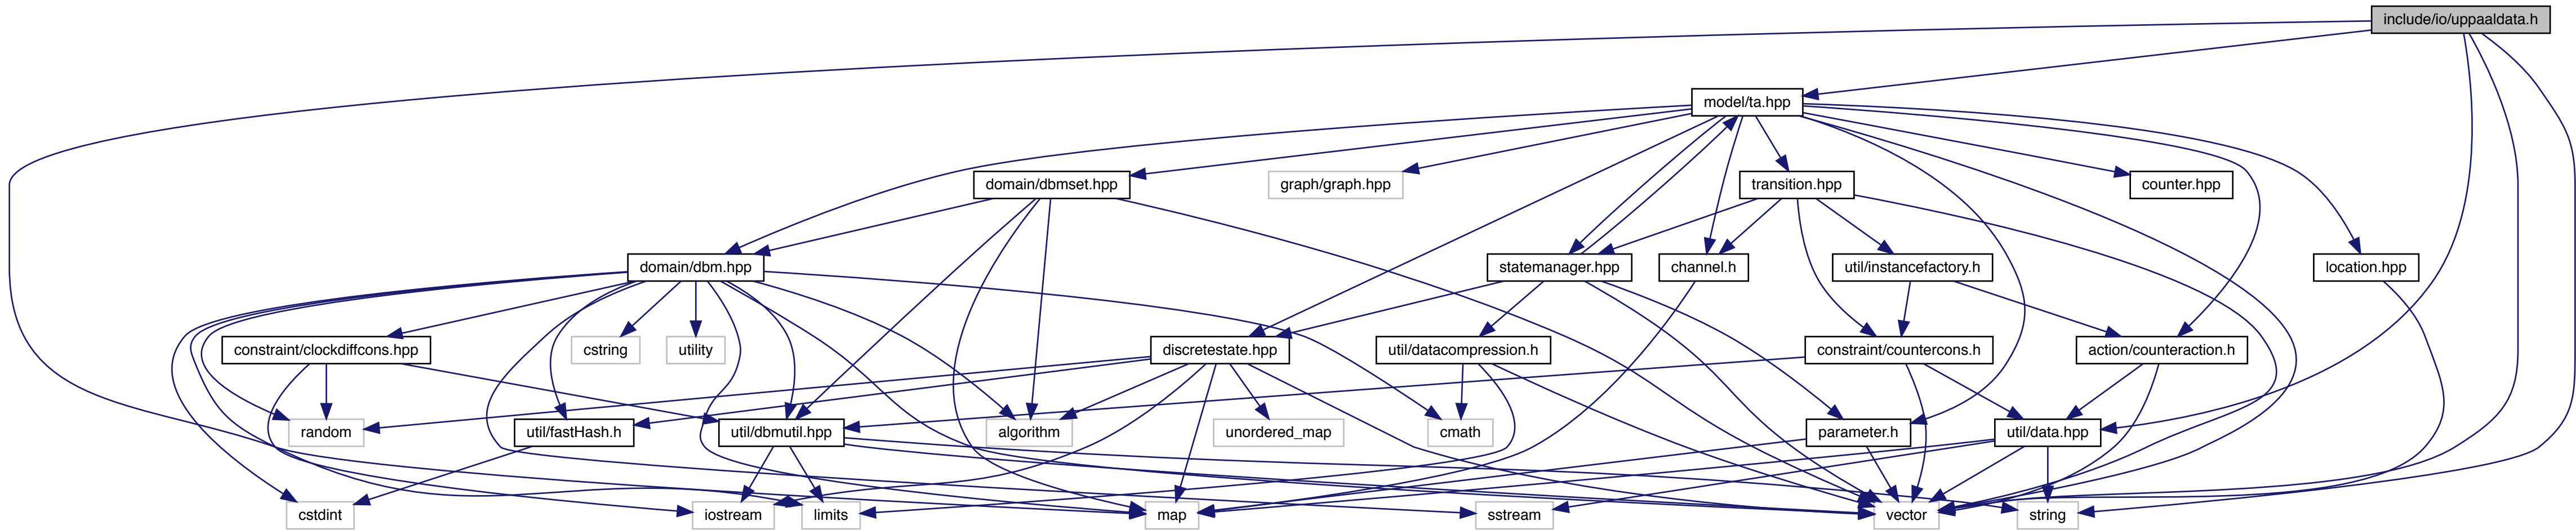 include/io/uppaaldata.h
model/ta.hpp
domain/dbmset.hpp
graph/graph.hpp
transition.hpp
counter.hpp
domain/dbm.hpp
statemanager.hpp
channel.h
util/instancefactory.h
location.hpp
constraint/clockdiffcons.hpp
cstring
utility
discretestate.hpp
util/datacompression.h
constraint/countercons.h
action/counteraction.h
random
util/fastHash.h
util/dbmutil.hpp
algorithm
unordered_map
cmath
parameter.h
util/data.hpp
cstdint
iostream
limits
map
sstream
vector
string